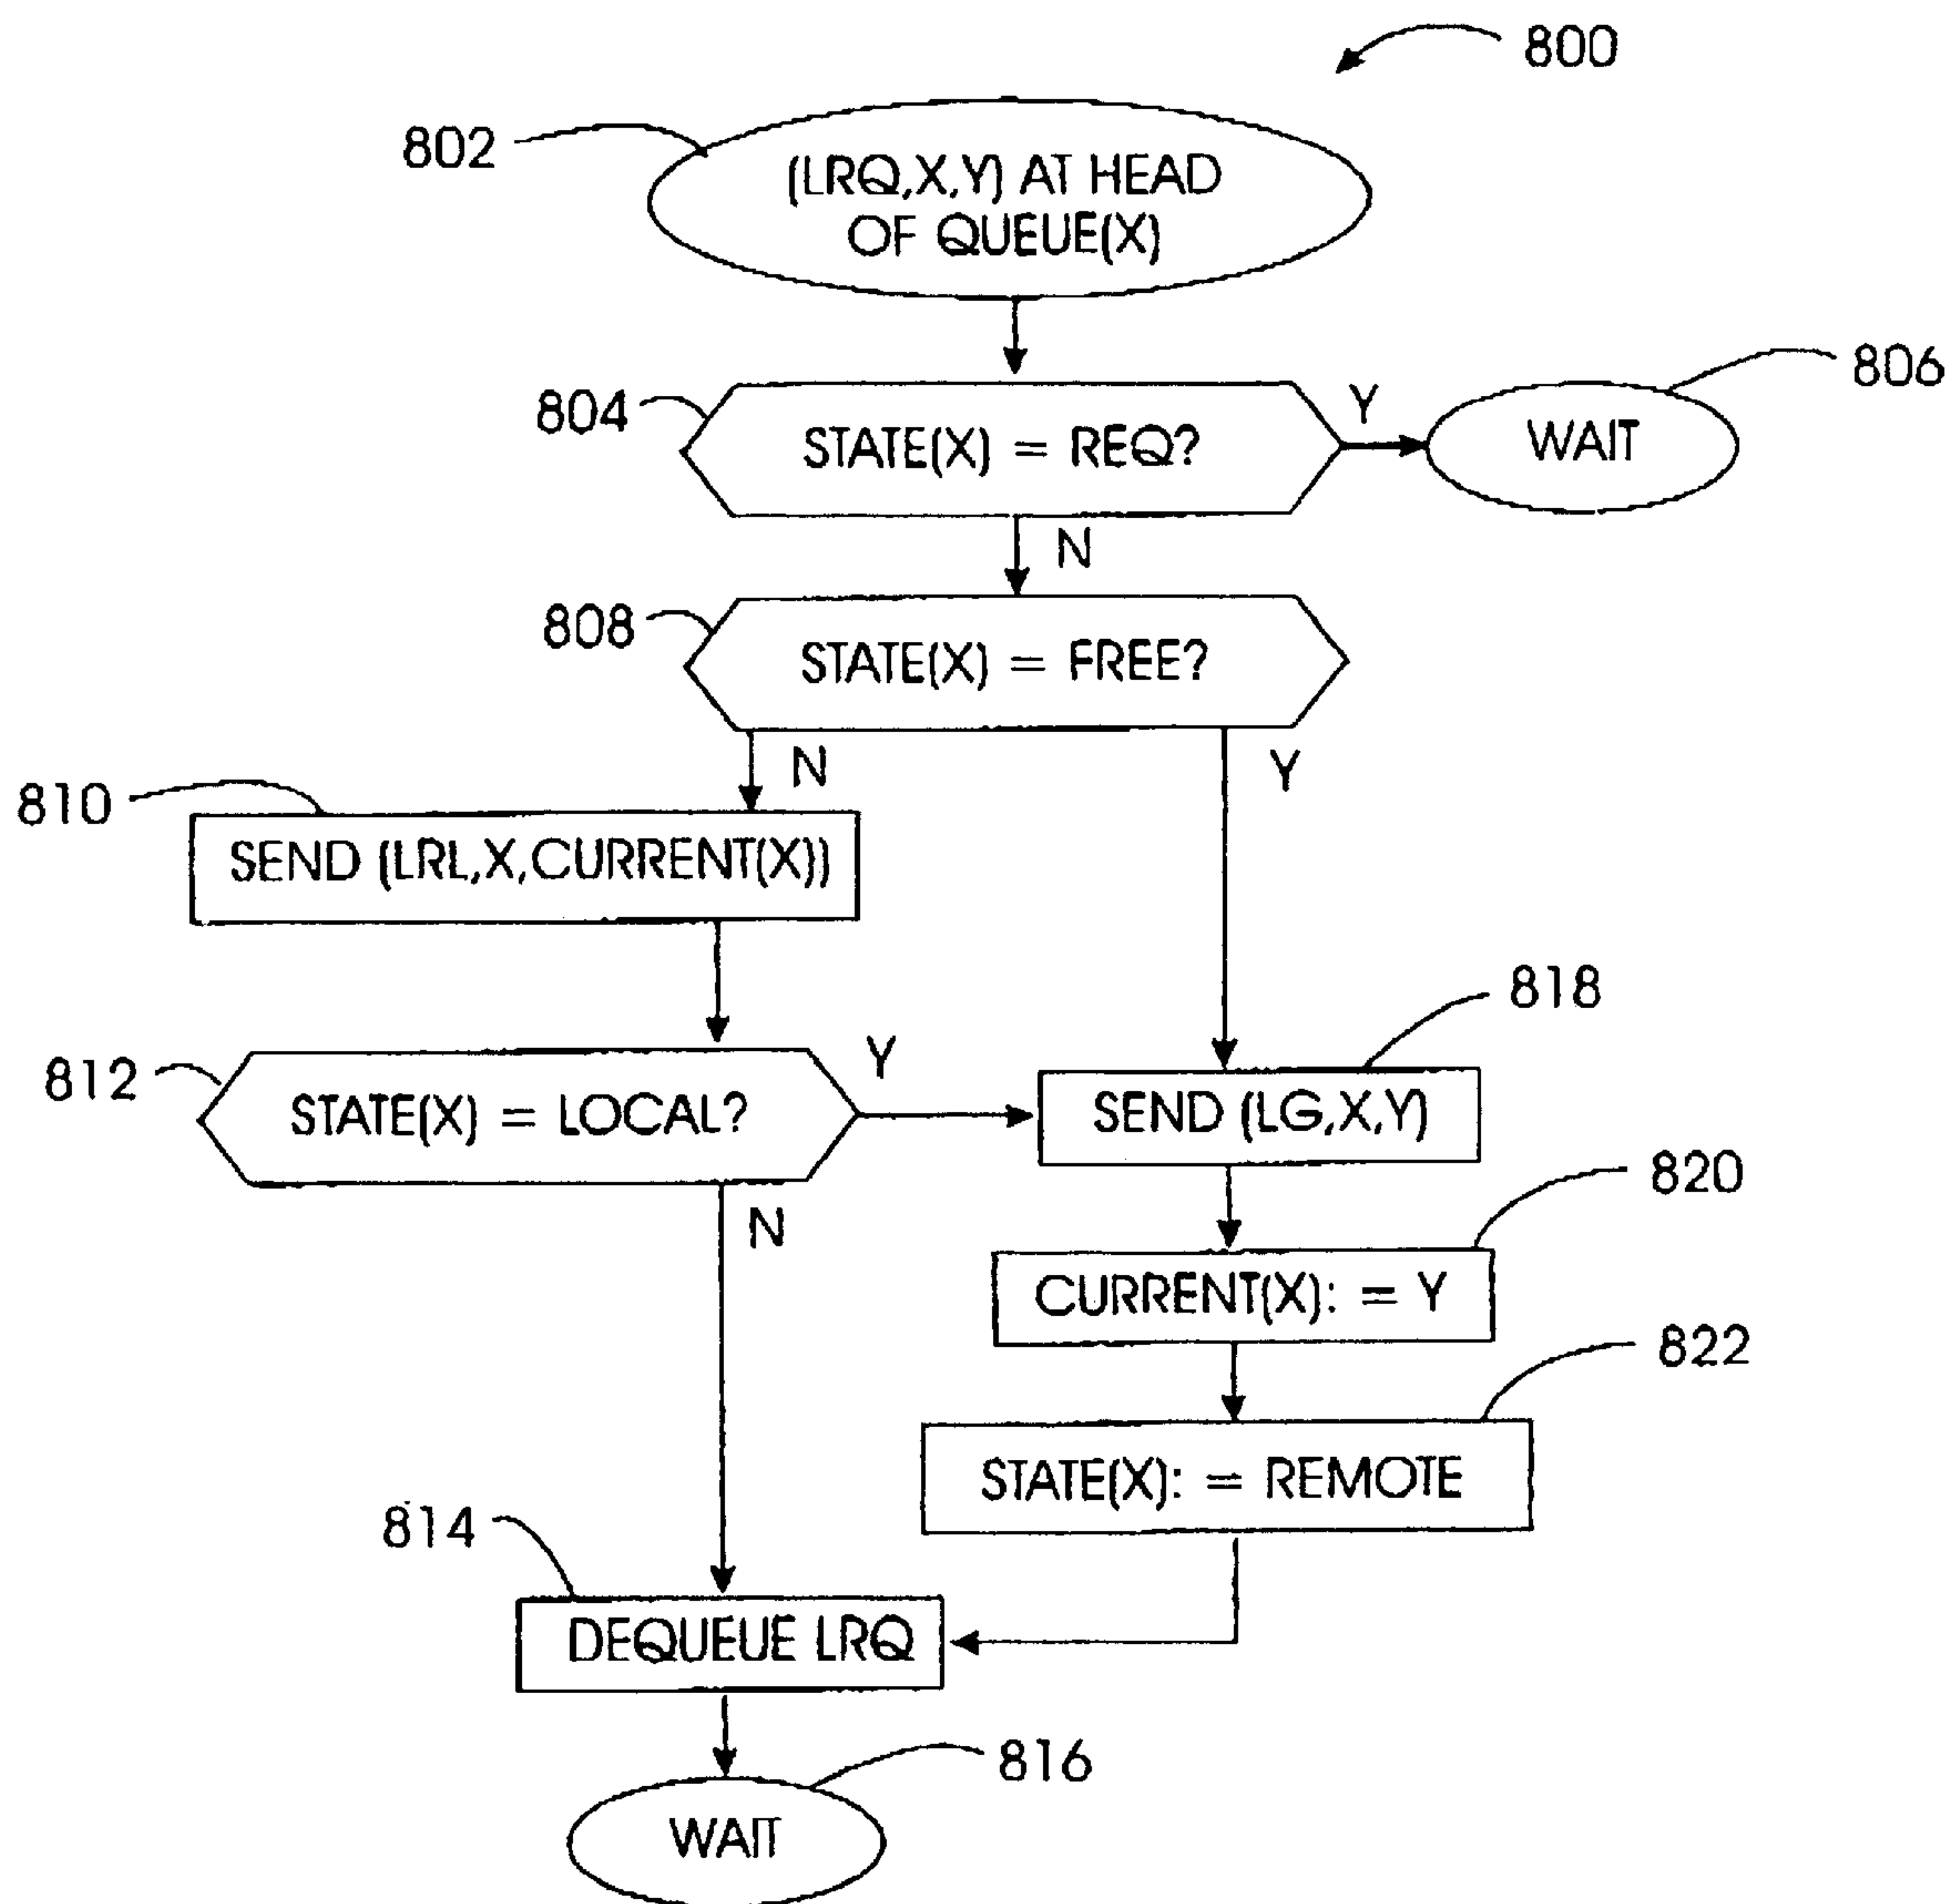 800
802
(LRQ,X,Y) AT HEAD
OF QUEUE(X)
804
STATE(X) = REQ?
Y
806
WAIT
N
808
STATE(X) = FREE?
N
Y
810
SEND (LRL,X,CURRENT(X))
818
812
STATE(X) = LOCAL?
Y
SEND (LG,X,Y)
N
820
CURRENT(X): = Y
822
STATE(X): = REMOTE
814
DEQUEUE LRQ
816
WAIT